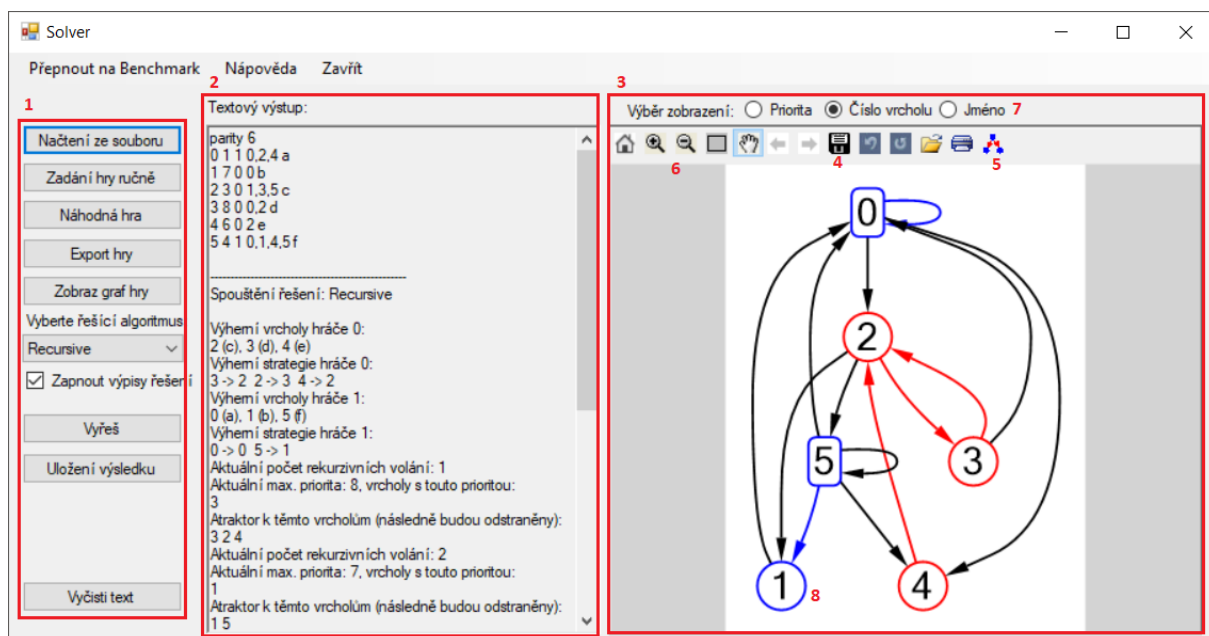 Solver
Přepnout na Benchmark Nápověda Zavřít
1
Načtení ze souboru
Zadání hry ručně
Náhodná hra
Export hry
Zobraz graf hry
Vyberte řešící algoritmus
Recursive
Zapnout výpisy řešení
Vyřeš
Uložení výsledku
Vyčisti text
2
Textový výstup:
parity 6
0 1 1 0,2,4 a
1 7 0 0 b
2 3 0 1,3,5 c
3 8 0 0,2 d
4 6 0 2 e
5 4 1 0,1,4,5 f
------------------------------------------------
Spouštění řešení: Recursive
Výherní vrcholy hráče 0:
2 (c), 3 (d), 4 (e)
Výherní strategie hráče 0:
3 -> 2 2 -> 3 4 -> 2
Výherní vrcholy hráče 1:
0 (a), 1 (b), 5 (f)
Výherní strategie hráče 1:
0 -> 0 5 -> 1
Aktuální počet rekurzivních volání: 1
Aktuální max. priorita: 8, vrcholy s touto prioritou:
3
Atraktor k těmto vrcholům (následně budou odstraněny):
3 2 4
Aktuální počet rekurzivních volání: 2
Aktuální max. priorita: 7, vrcholy s touto prioritou:
1
Atraktor k těmto vrcholům (následně budou odstraněny):
1 5
3
Výběr zobrazení: Priorita Číslo vrcholu Jméno 7
6 4 5
0
2
5 3
1 8 4